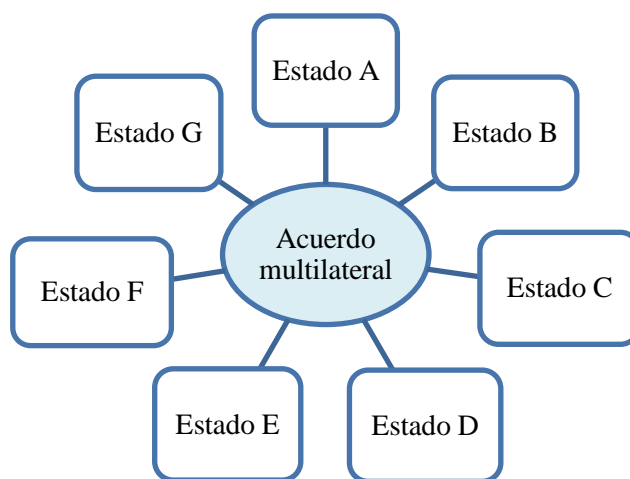 Estado A
Estado G
Estado B
Acuerdo
multilateral
Estado F
Estado C
Estado E
Estado D